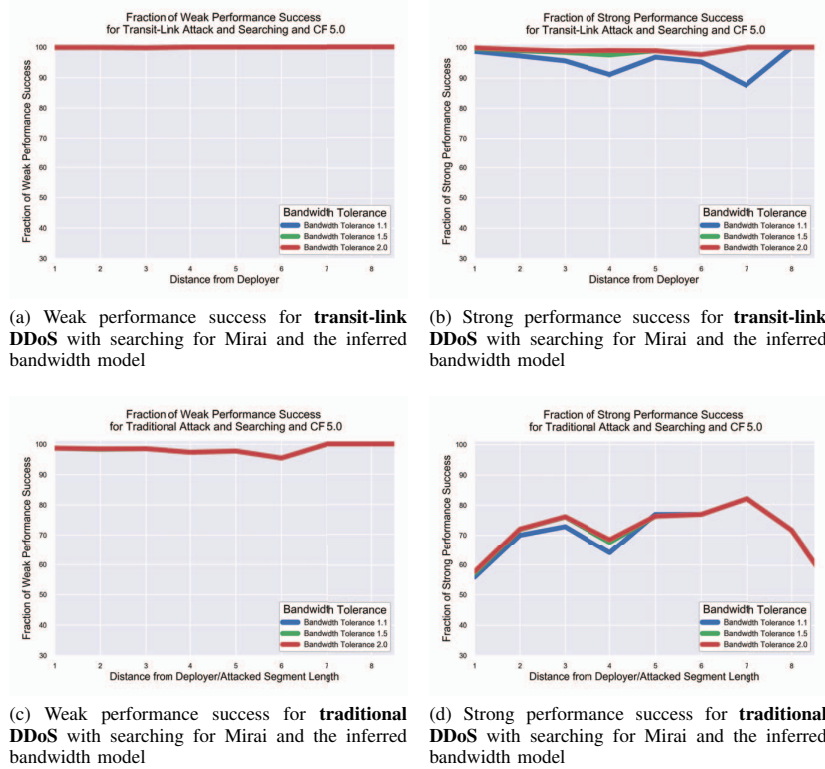 Fraction of Weak Performance Success
for Transit-Link Attack and Searching and CF 5.0
Fraction of Weak Performance Success
100
90
80
70
60
50
40
30
Bandwidth Tolerance
Bandwidth Tolerance 1.1
Bandwidth Tolerance 1.5
Bandwidth Tolerance 2.0
1 2 3 4 5 6 7 8
Distance from Deployer
(a) Weak performance success for transit-link
DDoS with searching for Mirai and the inferred
bandwidth model
Fraction of Strong Performance Success
for Transit-Link Attack and Searching and CF 5.0
Fraction of Strong Performance Success
100
90
80
70
60
50
40
30
Bandwidth Tolerance
Bandwidth Tolerance 1.1
Bandwidth Tolerance 1.5
Bandwidth Tolerance 2.0
1 2 3 4 5 6 7 8
Distance from Deployer
(b) Strong performance success for transit-link
DDoS with searching for Mirai and the inferred
bandwidth model
Fraction of Weak Performance Success
for Traditional Attack and Searching and CF 5.0
Fraction of Weak Performance Success
100
90
80
70
60
50
40
30
Bandwidth Tolerance
Bandwidth Tolerance 1.1
Bandwidth Tolerance 1.5
Bandwidth Tolerance 2.0
1 2 3 4 5 6 7 8
Distance from Deployer/Attacked Segment Length
(c) Weak performance success for traditional
DDoS with searching for Mirai and the inferred
bandwidth model
Fraction of Strong Performance Success
for Traditional Attack and Searching and CF 5.0
Fraction of Strong Performance Success
100
90
80
70
60
50
40
30
Bandwidth Tolerance
Bandwidth Tolerance 1.1
Bandwidth Tolerance 1.5
Bandwidth Tolerance 2.0
1 2 3 4 5 6 7 8
Distance from Deployer/Attacked Segment Length
(d) Strong performance success for traditional
DDoS with searching for Mirai and the inferred
bandwidth model